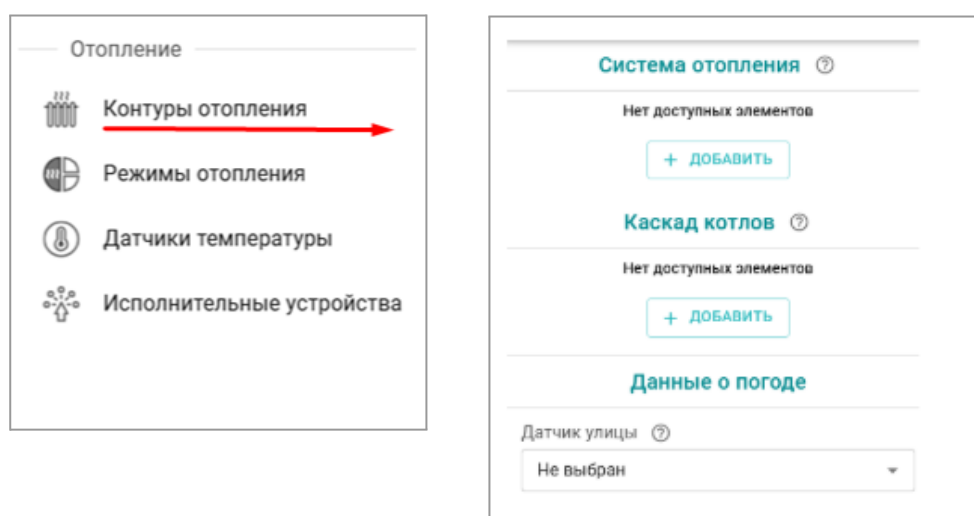 Отопление
Контуры отопления
Режимы отопления
Датчики температуры
Исполнительные устройства
Система отопления
Нет доступных элементов
+ ДОБАВИТЬ
Каскад котлов
Нет доступных элементов
+ ДОБАВИТЬ
Данные о погоде
Датчик улицы
Не выбран